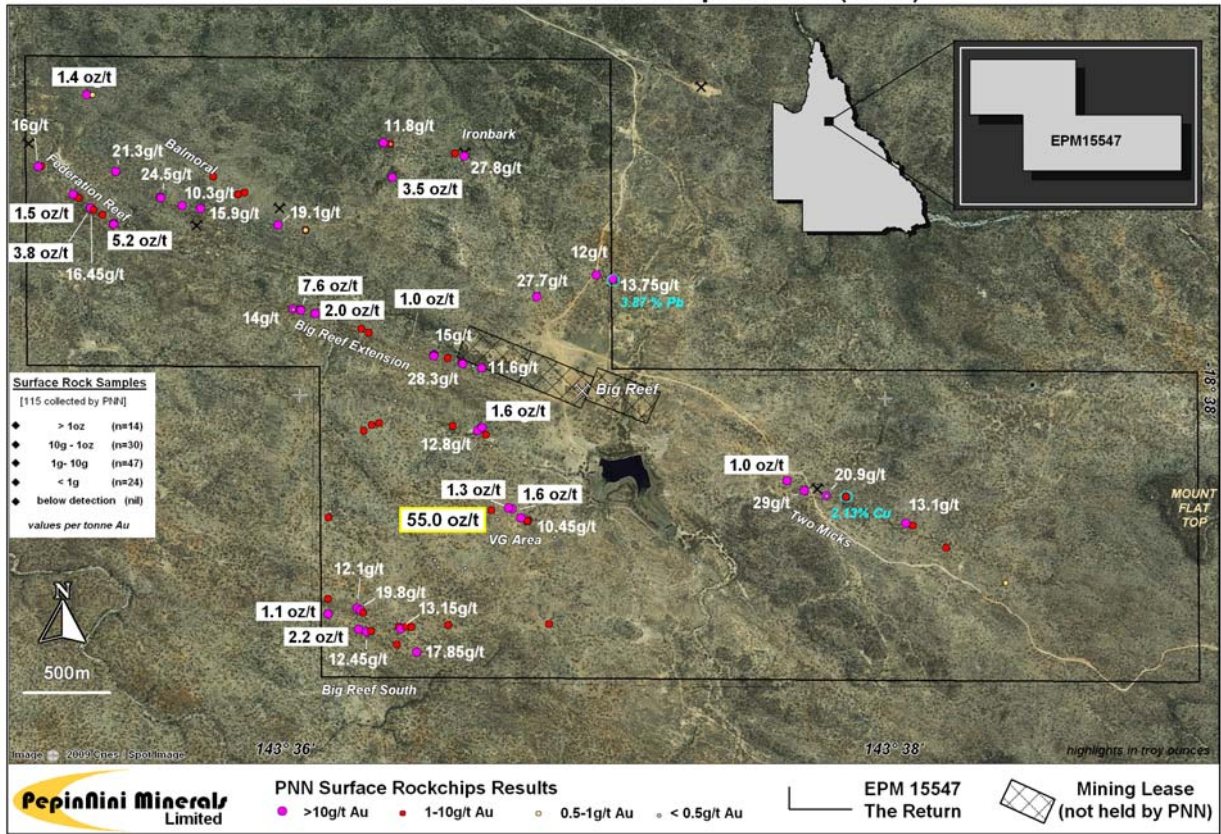 1.4 oz/t
16g/t
21.3g/t
Balmoral
11.8g/t
Ironbark
27.8g/t
24.5g/t
Federation Reef
10.3g/t
3.5 oz/t
1.5 oz/t
15.9g/t
19.1g/t
3.8 oz/t
5.2 oz/t
16.45g/t
EPM15547
12g/t
27.7g/t
13.75g/t
3.87 % Pb
7.6 oz/t
1.0 oz/t
2.0 oz/t
14g/t
Big Reef Extension
15g/t
28.3g/t
11.6g/t
Big Reef
-18° 38'
Surface Rock Samples
[115 collected by PNN]
> 1oz (n=14)
10g - 1oz (n=30)
1g- 10g (n=47)
< 1g (n=24)
below detection (nil)
values per tonne Au
1.6 oz/t
12.8g/t
1.3 oz/t
1.6 oz/t
55.0 oz/t
10.45g/t
VG Area
1.0 oz/t
20.9g/t
29g/t
2.13% Cu
13.1g/t
Two Micks
MOUNT
FLAT
TOP
12.1g/t
19.8g/t
13.15g/t
1.1 oz/t
2.2 oz/t
12.45g/t
17.85g/t
Big Reef South
N
500m
143° 36'
143° 38'
Image 2009 Cnes / Spot Image
highlights in troy ounces
PepinNini Minerals
Limited
PNN Surface Rockchips Results
>10g/t Au
1-10g/t Au
0.5-1g/t Au
< 0.5g/t Au
EPM 15547
The Return
Mining Lease
(not held by PNN)